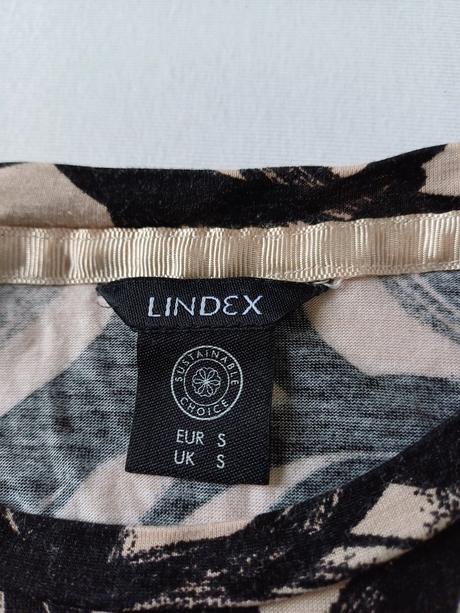 LINDEX
SUSTAINABLE
CHOICE
EUR S
UK S